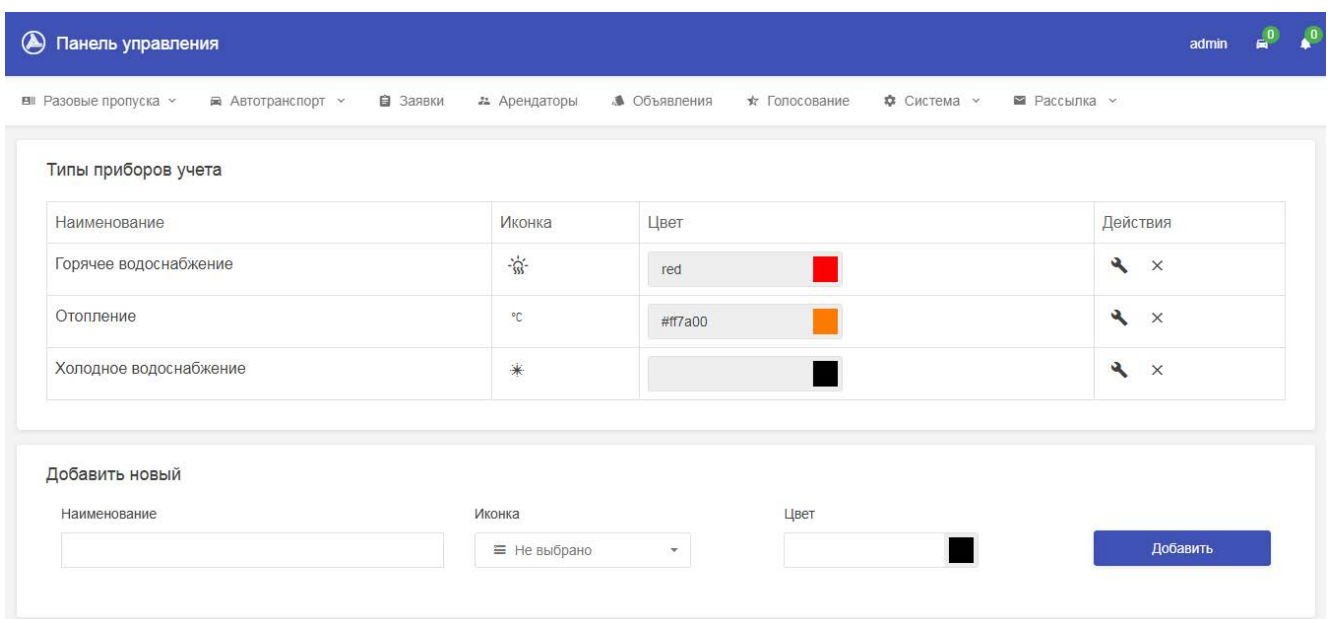 Панель управления admin 0 0
Разовые пропуска Автотранспорт Заявки Арендаторы Объявления Голосование Система Рассылка
Типы приборов учета
Наименование Иконка Цвет Действия
Горячее водоснабжение red
Отопление °C #ff7a00
Холодное водоснабжение
Добавить новый
Наименование Иконка Цвет
Не выбрано Добавить